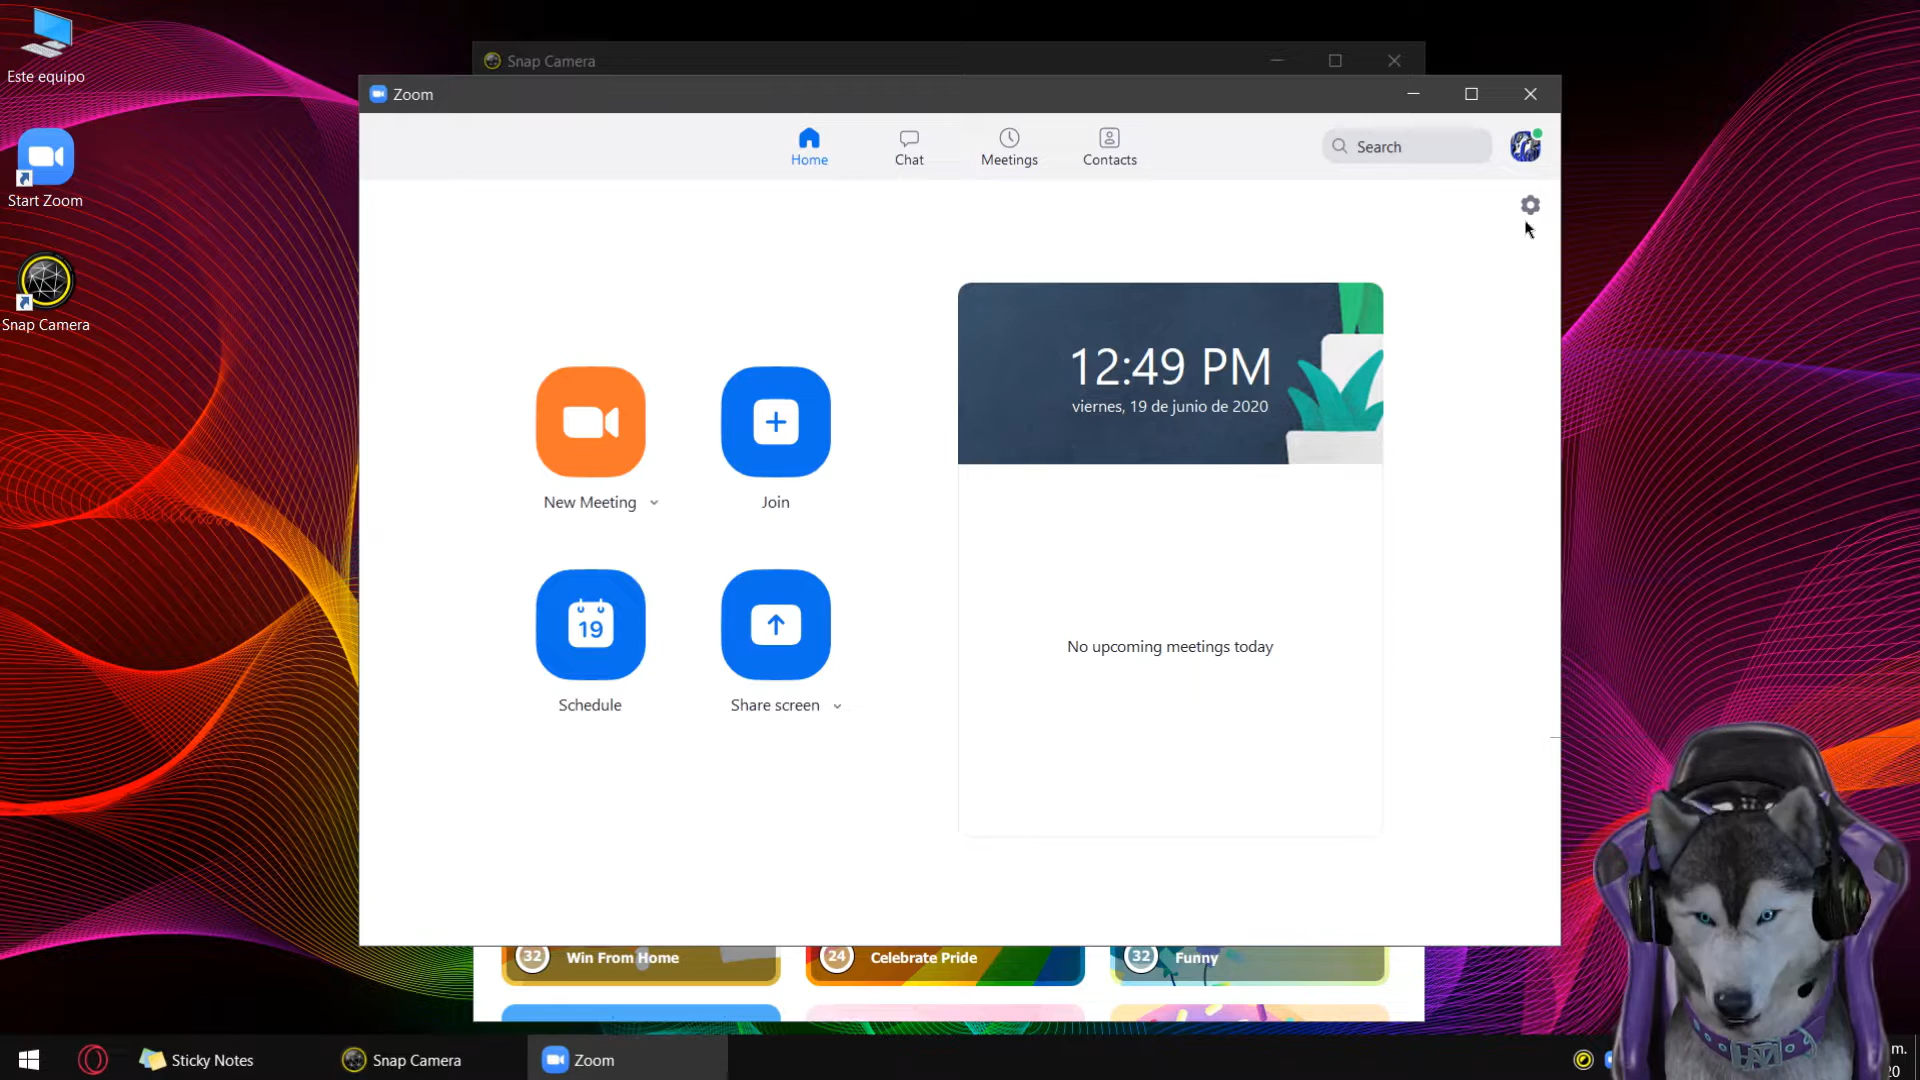 Este equipo
Start Zoom
Snap Camera
Snap Camera
Zoom
Home
Chat
Meetings
Contacts
Search
12:49 PM
viernes, 19 de junio de 2020
New Meeting
Join
19
Schedule
Share screen
No upcoming meetings today
32 Win From Home
24 Celebrate Pride
32 Funny
Sticky Notes
Snap Camera
Zoom
m.
20